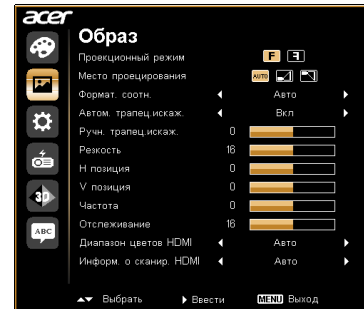 acer
Образ
Проекционный режим F F
Место проецирования AUTO
Формат. соотн. Авто
Автом. трапец.искаж. Вкл
Ручн. трапец.искаж. 0
Резкость 16
H позиция 0
V позиция 0
Частота 0
Отслеживание 16
Диапазон цветов HDMI Авто
Информ. о сканир. HDMI Авто
3D
ABC
Выбрать Ввести MENU Выход